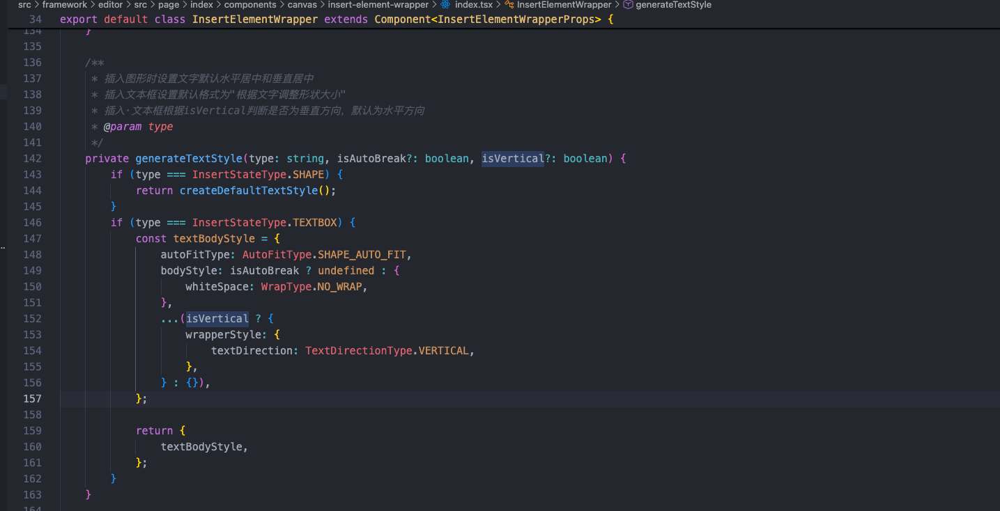 src > framework > editor > src > page > index > components > canvas > insert-element-wrapper > index.tsx > InsertElementWrapper > generateTextStyle
34 export default class InsertElementWrapper extends Component<InsertElementWrapperProps> {
134 }
135
136 /**
137 * 插入图形时设置文字默认水平居中和垂直居中
138 * 插入文本框设置默认格式为"根据文字调整形状大小"
139 * 插入·文本框根据isVertical判断是否为垂直方向，默认为水平方向
140 * @param type
141 */
142 private generateTextStyle(type: string, isAutoBreak?: boolean, isVertical?: boolean) {
143 if (type === InsertStateType.SHAPE) {
144 return createDefaultTextStyle();
145 }
146 if (type === InsertStateType.TEXTBOX) {
147 const textBodyStyle = {
148 autoFitType: AutoFitType.SHAPE_AUTO_FIT,
149 bodyStyle: isAutoBreak ? undefined : {
150 whiteSpace: WrapType.NO_WRAP,
151 },
152 ...(isVertical ? {
153 wrapperStyle: {
154 textDirection: TextDirectionType.VERTICAL,
155 },
156 } : {}),
157 };
158
159 return {
160 textBodyStyle,
161 };
162 }
163 }
164